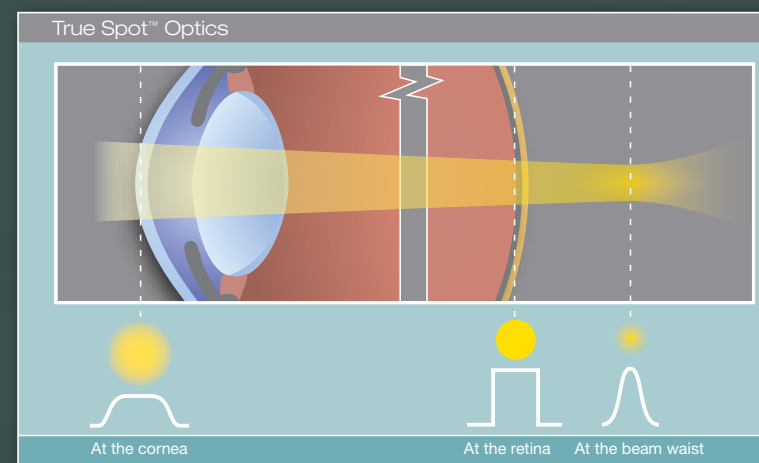 True Spot™ Optics
At the cornea
At the retina
At the beam waist